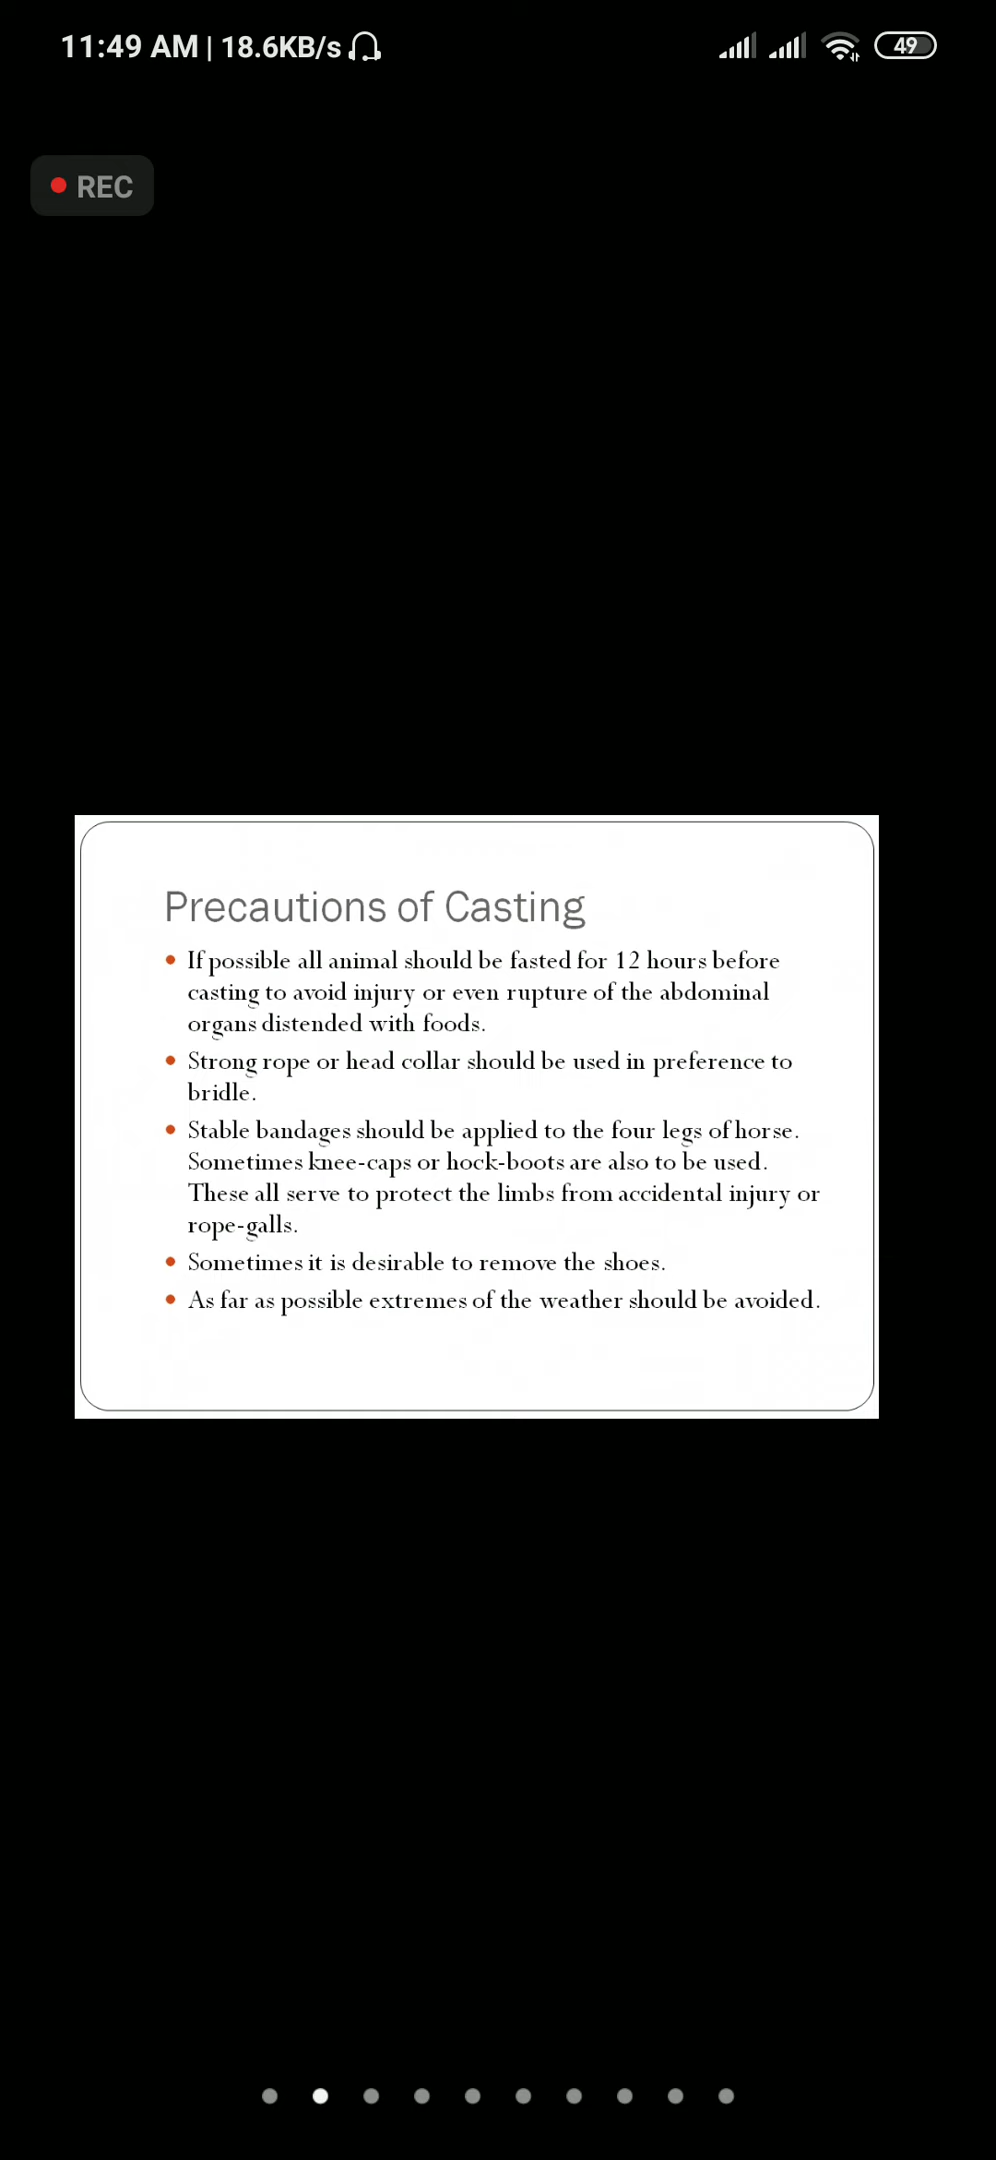 11:49 AM | 18.6KB/s
49
REC
Precautions of Casting
• If possible all animal should be fasted for 12 hours before
casting to avoid injury or even rupture of the abdominal
organs distended with foods.
• Strong rope or head collar should be used in preference to
bridle.
• Stable bandages should be applied to the four legs of horse.
Sometimes knee-caps or hock-boots are also to be used.
These all serve to protect the limbs from accidental injury or
rope-galls.
• Sometimes it is desirable to remove the shoes.
• As far as possible extremes of the weather should be avoided.